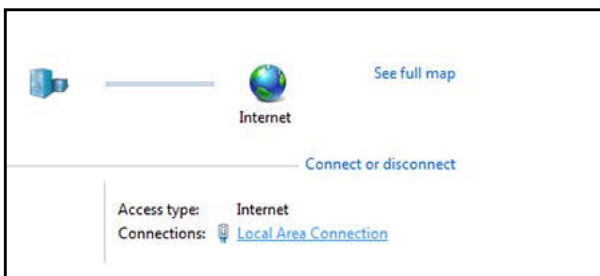 See full map
Internet
Connect or disconnect
Access type: Internet
Connections: Local Area Connection